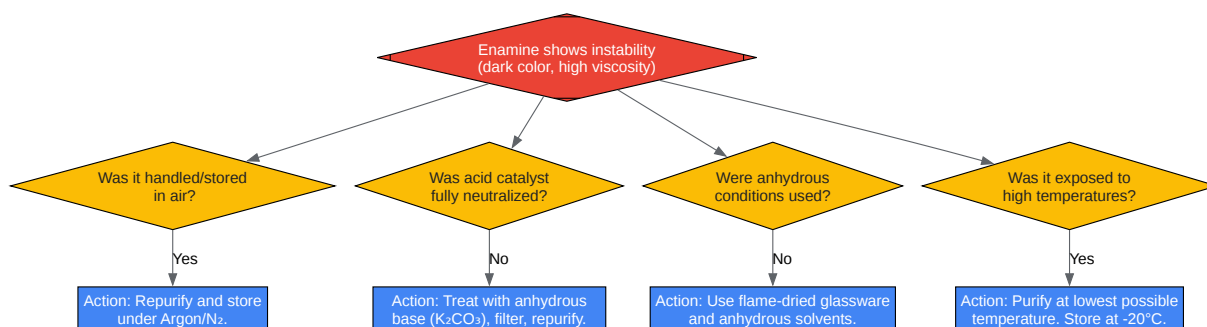 Enamine shows instability
(dark color, high viscosity)
Was it handled/stored
in air?
Was acid catalyst
fully neutralized?
Were anhydrous
conditions used?
Was it exposed to
high temperatures?
Yes
No
No
Yes
Action: Repurify and store
under Argon/N₂.
Action: Treat with anhydrous
base (K₂CO₃), filter, repurify.
Action: Use flame-dried glassware
and anhydrous solvents.
Action: Purify at lowest possible
temperature. Store at -20°C.